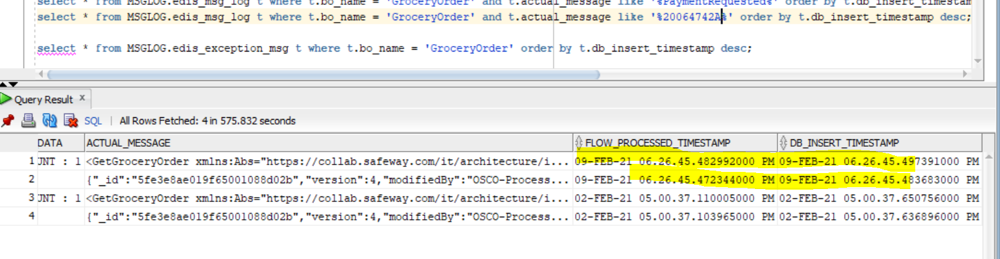 select * from MSGLOG.edis_msg_log t where t.bo_name = 'GroceryOrder' and t.actual_message like '%PaymentRequested%' order by t.db_insert_timestam
select * from MSGLOG.edis_msg_log t where t.bo_name = 'GroceryOrder' and t.actual_message like '%20064742A%' order by t.db_insert_timestamp desc;
select * from MSGLOG.edis_exception_msg t where t.bo_name = 'GroceryOrder' order by t.db_insert_timestamp desc;
Query Result x
SQL | All Rows Fetched: 4 in 575.832 seconds
DATA ACTUAL_MESSAGE FLOW_PROCESSED_TIMESTAMP DB_INSERT_TIMESTAMP
1 JNT : 1 <GetGroceryOrder xmlns:Abs="https://collab.safeway.com/it/architecture/i... 09-FEB-21 06.26.45.482992000 PM 09-FEB-21 06.26.45.497391000 PM
2 {"_id":"5fe3e8ae019f65001088d02b","version":4,"modifiedBy":"OSCO-Process... 09-FEB-21 06.26.45.472344000 PM 09-FEB-21 06.26.45.483683000 PM
3 JNT : 1 <GetGroceryOrder xmlns:Abs="https://collab.safeway.com/it/architecture/i... 02-FEB-21 05.00.37.110005000 PM 02-FEB-21 05.00.37.650756000 PM
4 {"_id":"5fe3e8ae019f65001088d02b","version":4,"modifiedBy":"OSCO-Process... 02-FEB-21 05.00.37.103965000 PM 02-FEB-21 05.00.37.636896000 PM